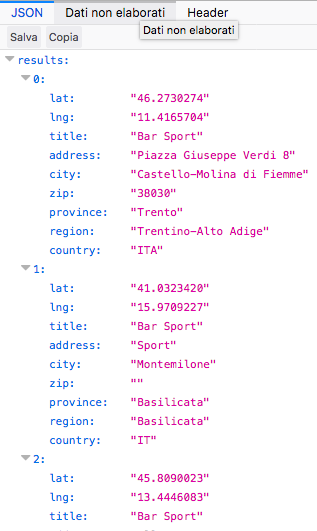 JSON Dati non elaborati Header
Salva Copia Dati non elaborati
results:
0:
lat: "46.2730274"
lng: "11.4165704"
title: "Bar Sport"
address: "Piazza Giuseppe Verdi 8"
city: "Castello-Molina di Fiemme"
zip: "38030"
province: "Trento"
region: "Trentino-Alto Adige"
country: "ITA"
1:
lat: "41.0323420"
lng: "15.9709227"
title: "Bar Sport"
address: "Sport"
city: "Montemilone"
zip: ""
province: "Basilicata"
region: "Basilicata"
country: "IT"
2:
lat: "45.8090023"
lng: "13.4446083"
title: "Bar Sport"